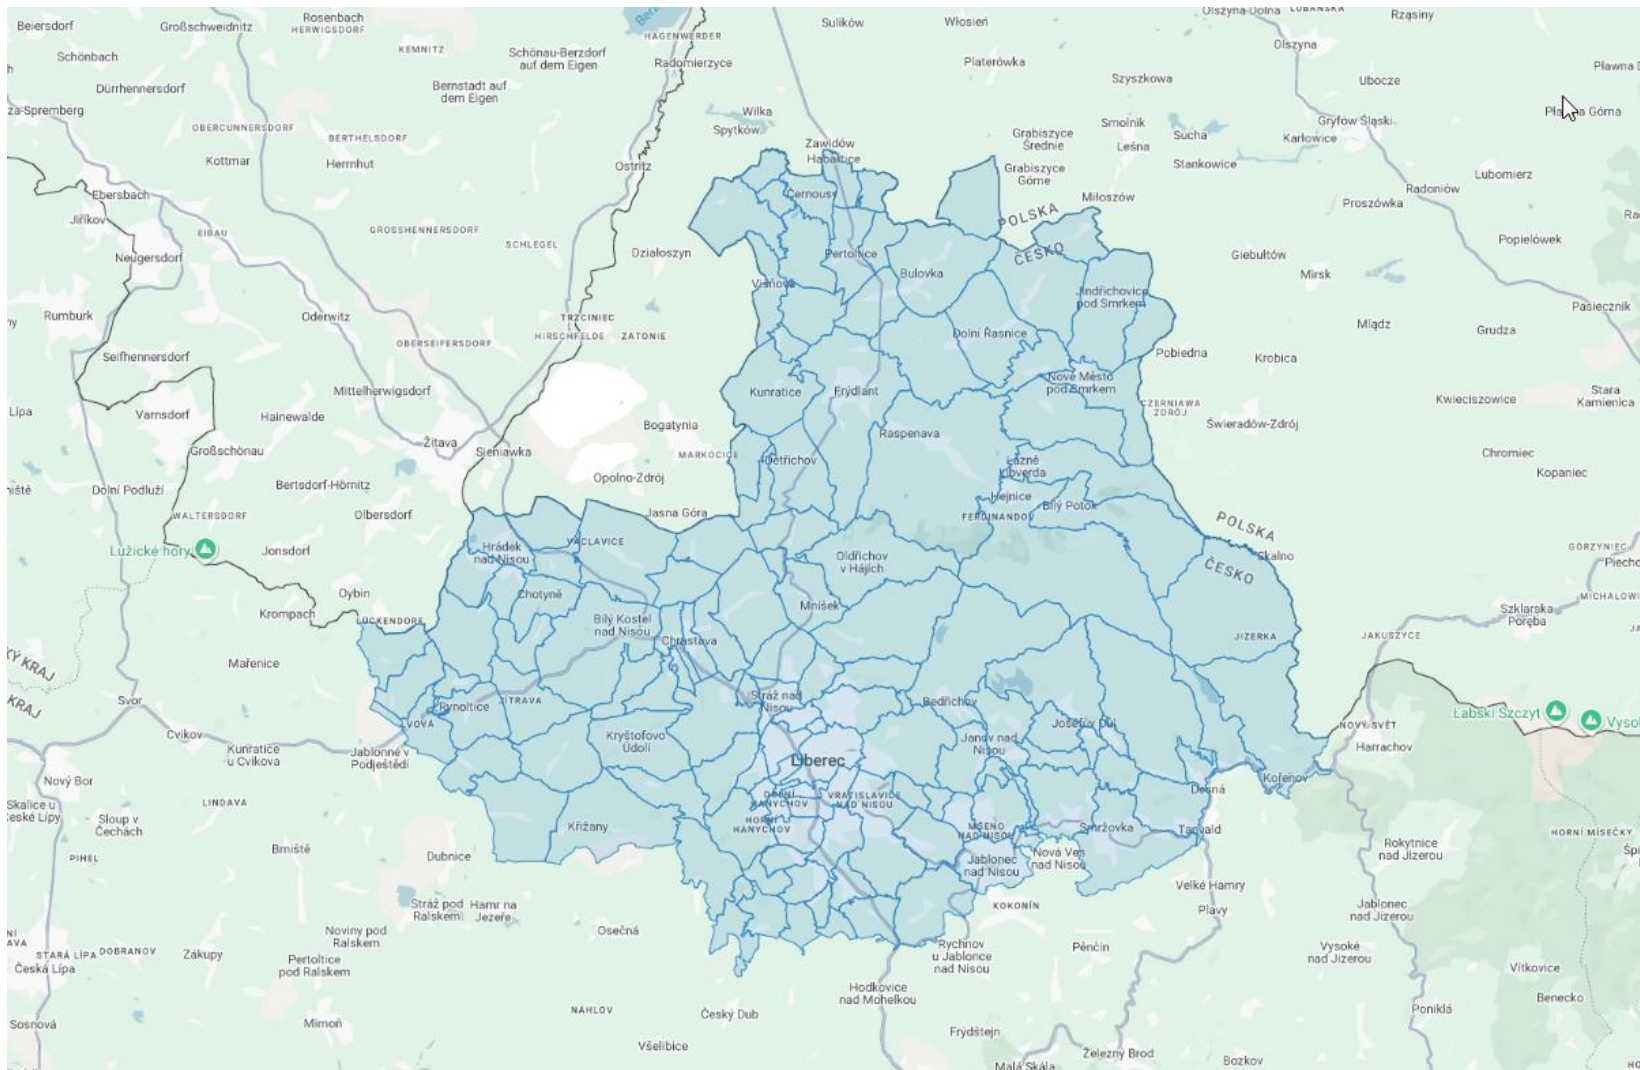 Beiersdorf
Großschweidnitz
Rosenbach
HERWIGSDORF
KEMNITZ
Schönau-Berzdorf
auf dem Eigen
HAGENWERDER
Radomierzyce
Sulików
Włosień
Olszyna Dolna
LUBAŃSKA
Rząsiny
Olszyna
Schönbach
Platerówka
Szyszkowa
Ubocze
Dürrhennersdorf
Bernstadt auf
dem Eigen
za-Spremberg
OBERCUNNERSDORF
BERTHELSDORF
Wilka
Spytków
Zawidów
Habartice
Grabiszyce
Średnie
Smolnik
Leśna
Sucha
Gryfów Śląski
Karłowice
Kottmar
Herrnhut
Ostritz
Grabiszyce
Górne
Stankowice
Lubomierz
Ebersbach
Černousy
Miłoszów
Radoniów
Proszówka
Jiříkov
EIBAU
GROSSHENNERSDORF
SCHLEGEL
POLSKA
ČESKO
Popielówek
Neugersdorf
Działoszyn
Pertoltice
Bulovka
Giebułtów
Mirsk
Višňová
Jindřichovice
pod Smrkem
Pasiecznik
Rumburk
Oderwitz
TRZCINIEC
HIRSCHFELDE
ZATONIE
Dolní Řasnice
Mlądz
Grudza
OBERSEIFERSDORF
Seifhennersdorf
Pobiedna
Krobica
Mittelherwigsdorf
Kunratice
Frýdlant
Nové Město
pod Smrkem
Stara
Kamienica
Lípa
Varnsdorf
Hainewalde
Bogatynia
CZERNIAWA
ZDRÓJ
Kwieciszowice
Świeradów-Zdrój
Žitava
Sieniawka
Raspenava
Großschönau
MARKOCICE
Dětřichov
Lázně
Libverda
Chromiec
Kopaniec
niště
Dolní Podluží
Bertsdorf-Hörnitz
Opolno-Zdrój
Hejnice
Bílý Potok
WALTERSDORF
Olbersdorf
Jasna Góra
FERDINANDOV
POLSKA
Lužické hory
Jonsdorf
Hrádek
nad Nisou
VÁCLAVICE
Oldřichov
v Hájích
Skalno
ČESKO
GÓRZYNIEC
Piecho
Oybin
Chotyně
Krompach
LÜCKENDORF
Bílý Kostel
nad Nisou
Mníšek
Chrastava
Szklarska
Poręba
MICHAŁOWI
JIZERKA
JAKUSZYCE
KÝ KRAJ
KRAJ
Mařenice
Svor
Rynoltice
JÍTRAVA
LVOVÁ
Stráž nad
Nisou
Bedřichov
Josefův Důl
Łabski Szczyt
Vysok
NOVÝ SVĚT
Cvikov
Kunratice
u Cvikova
Jablonné v
Podještědí
Kryštofovo
Údolí
Janov nad
Nisou
Harrachov
Liberec
Nový Bor
Kořenov
Desná
LINDAVA
DOLNÍ
HANYCHOV
VRATISLAVICE
NAD NISOU
Skalice u
České Lípy
Sloup v
Čechách
HORNÍ
HANYCHOV
Křižany
MŠENO
NAD NISOU
Smržovka
Tanvald
HORNÍ MÍSEČKY
Brniště
Dubnice
PIHEL
Jablonec
nad Nisou
Nová Ves
nad Nisou
Rokytnice
nad Jizerou
Velké Hamry
Plavy
Stráž pod
Ralskem
Hamr na
Jezeře
KOKONÍN
Jablonec
nad Jizerou
Noviny pod
Ralskem
Osečná
STARÁ LÍPA
DOBRANOV
Česká Lípa
Zákupy
Pertoltice
pod Ralskem
Rychnov
u Jablonce
nad Nisou
Pěnčín
Vysoké
nad Jizerou
Vítkovice
Hodkovice
nad Mohelkou
Benecko
Sosnová
Mimoň
NÁHLOV
Český Dub
Frýdštejn
Poniklá
Všelibice
Malá Skála
Železný Brod
Bozkov